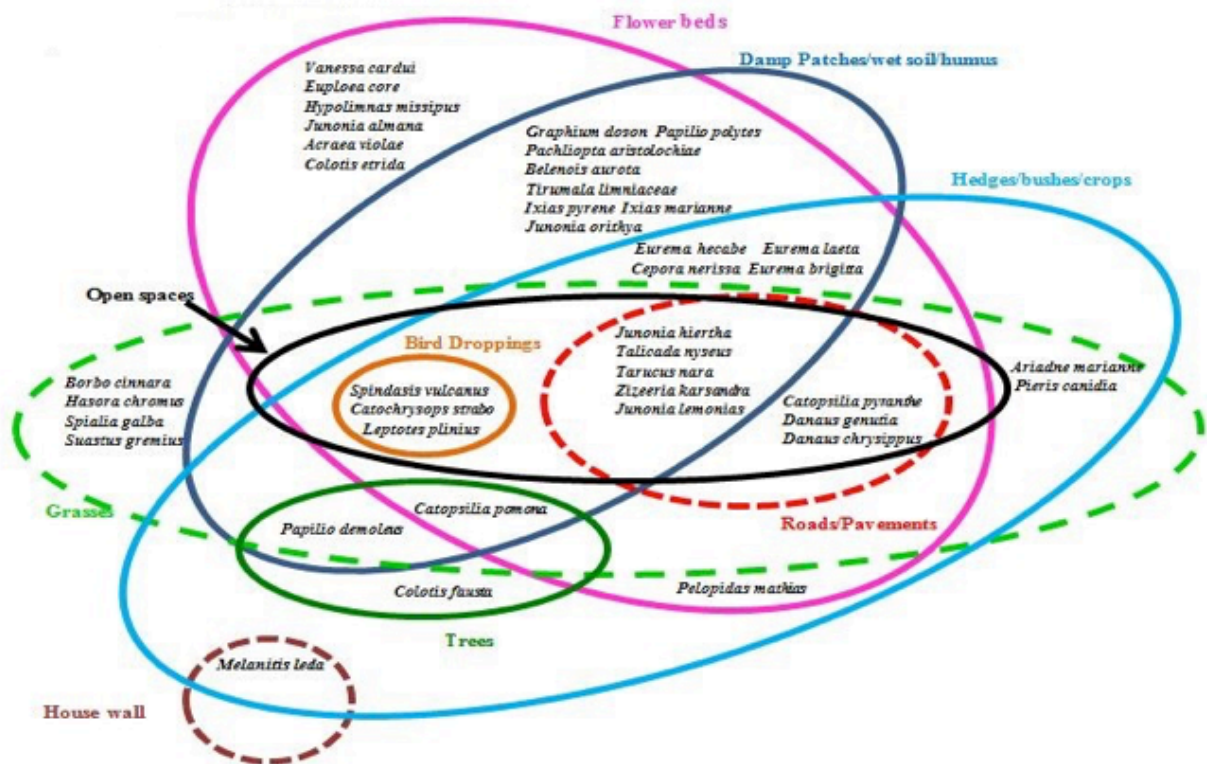 Flower beds
Damp Patches/wet soil/humus
Vanessa cardui
Euploea core
Hypolimnas missipus
Junonia almana
Acraea violae
Colotis etrida
Graphium doson Papilio polytes
Pachliopta aristolochiae
Belenois aurota
Tirumala limniaceae
Ixias pyrene Ixias marianne
Junonia orithya
Hedges/bushes/crops
Eurema hecabe Eurema laeta
Cepora nerissa Eurema brigitta
Open spaces
Bird Droppings
Spindasis vulcanus
Catochrysops strabo
Leptotes plinius
Junonia hiertha
Talicada nyseus
Tarucus nara
Zizeeria karsandra
Junonia lemonias
Catopsilia pyranthe
Danaus genutia
Danaus chrysippus
Ariadne marianne
Pieris canidia
Borbo cinnara
Hasora chromus
Spialia galba
Suastus gremius
Grasses
Catopsilia pomona
Papilio demoleus
Roads/Pavements
Colotis fausta
Pelopidas mathias
Trees
Melanitis leda
House wall